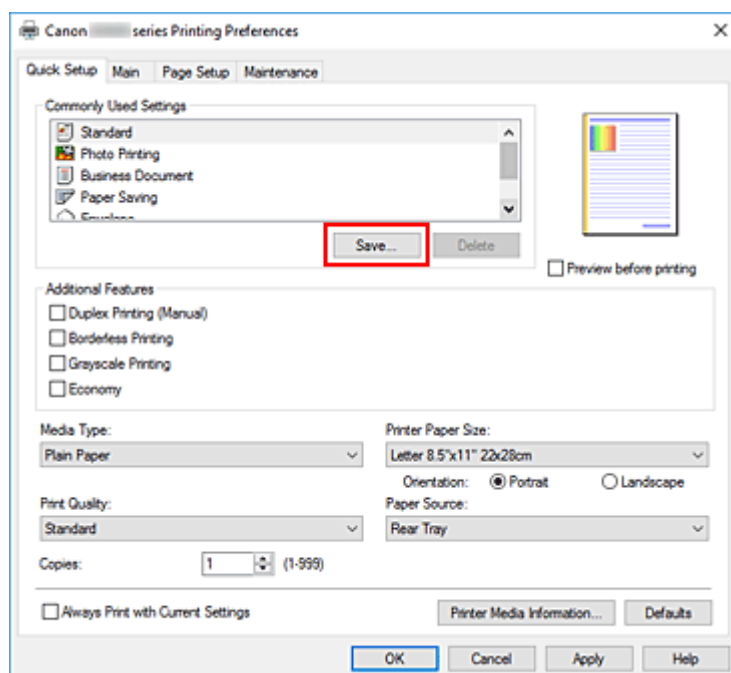 Canon series Printing Preferences
Quick Setup Main Page Setup Maintenance
Commonly Used Settings
Standard
Photo Printing
Business Document
Paper Saving
Envelope
Save... Delete
Preview before printing
Additional Features
Duplex Printing (Manual)
Borderless Printing
Grayscale Printing
Economy
Media Type: Printer Paper Size:
Plain Paper Letter 8.5"x11" 22x28cm
Orientation: Portrait Landscape
Print Quality: Paper Source:
Standard Rear Tray
Copies: 1 (1-999)
Always Print with Current Settings Printer Media Information... Defaults
OK Cancel Apply Help